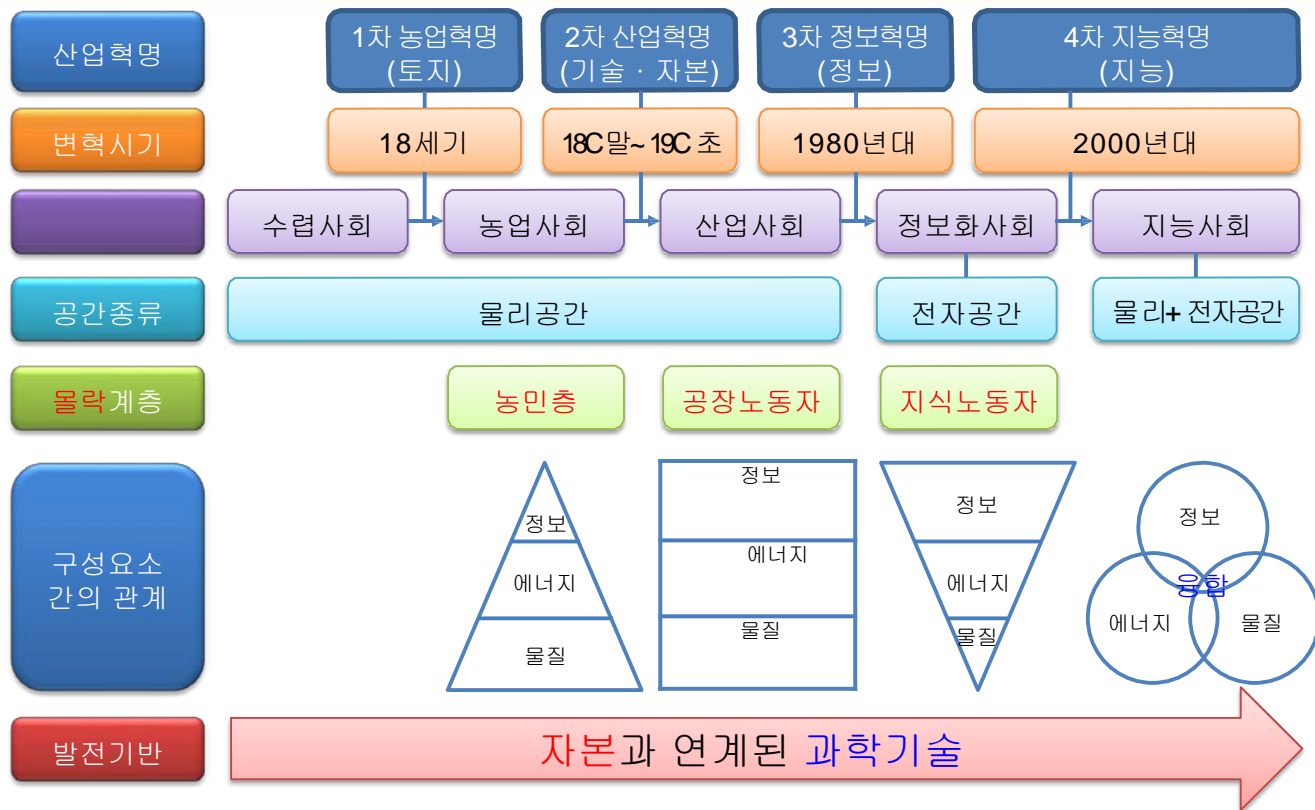 산업혁명
1차 농업혁명
(토지)
2차 산업혁명
(기술 · 자본)
3차 정보혁명
(정보)
4차 지능혁명
(지능)
변혁시기
18세기
18C말~ 19C 초
1980년대
2000년대
수렵사회
농업사회
산업사회
정보화사회
지능사회
공간종류
물리공간
전자공간
물리+ 전자공간
몰락계층
농민층
공장노동자
지식노동자
구성요소
간의 관계
정보
에너지
물질
정보
에너지
물질
정보
에너지
물질
정보
융합
에너지
물질
발전기반
자본과 연계된 과학기술